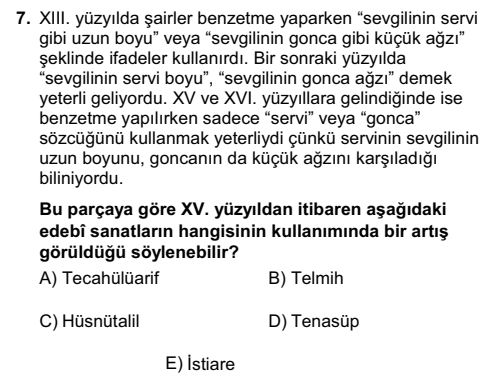 7. XIII. yüzyılda şairler benzetme yaparken “sevgilinin servi
gibi uzun boyu” veya “sevgilinin gonca gibi küçük ağzı”
şeklinde ifadeler kullanırdı. Bir sonraki yüzyılda
“sevgilinin servi boyu”, “sevgilinin gonca ağzı” demek
yeterli geliyordu. XV ve XVI. yüzyıllara gelindiğinde ise
benzetme yapılırken sadece “servi” veya “gonca”
sözcüğünü kullanmak yeterliydi çünkü servinin sevgilinin
uzun boyunu, goncanın da küçük ağzını karşıladığı
biliniyordu.
Bu parçaya göre XV. yüzyıldan itibaren aşağıdaki
edebî sanatların hangisinin kullanımında bir artış
görüldüğü söylenebilir?
A) Tecahülüarif B) Telmih
C) Hüsnütalil D) Tenasüp
E) İstiare